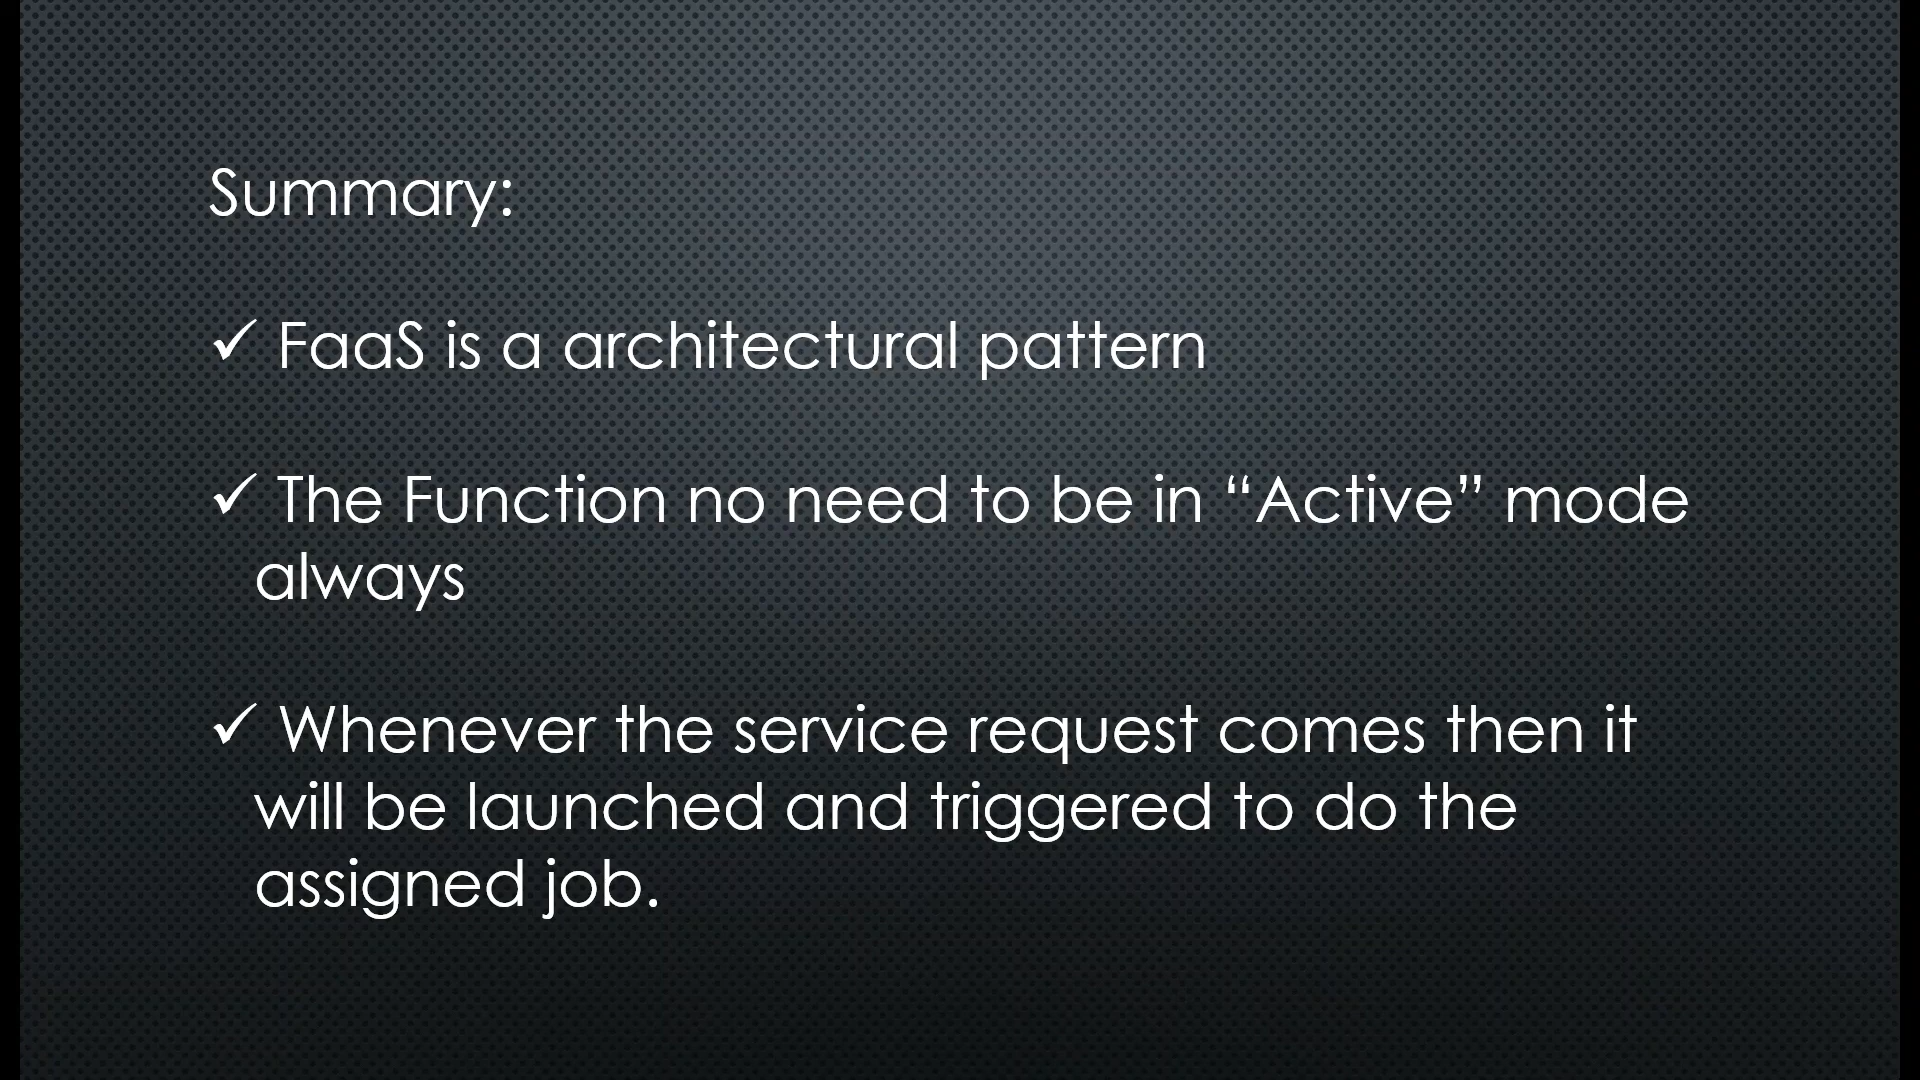 Summary:
✓ FaaS is a architectural pattern
✓ The Function no need to be in “Active” mode
always
✓ Whenever the service request comes then it
will be launched and triggered to do the
assigned job.